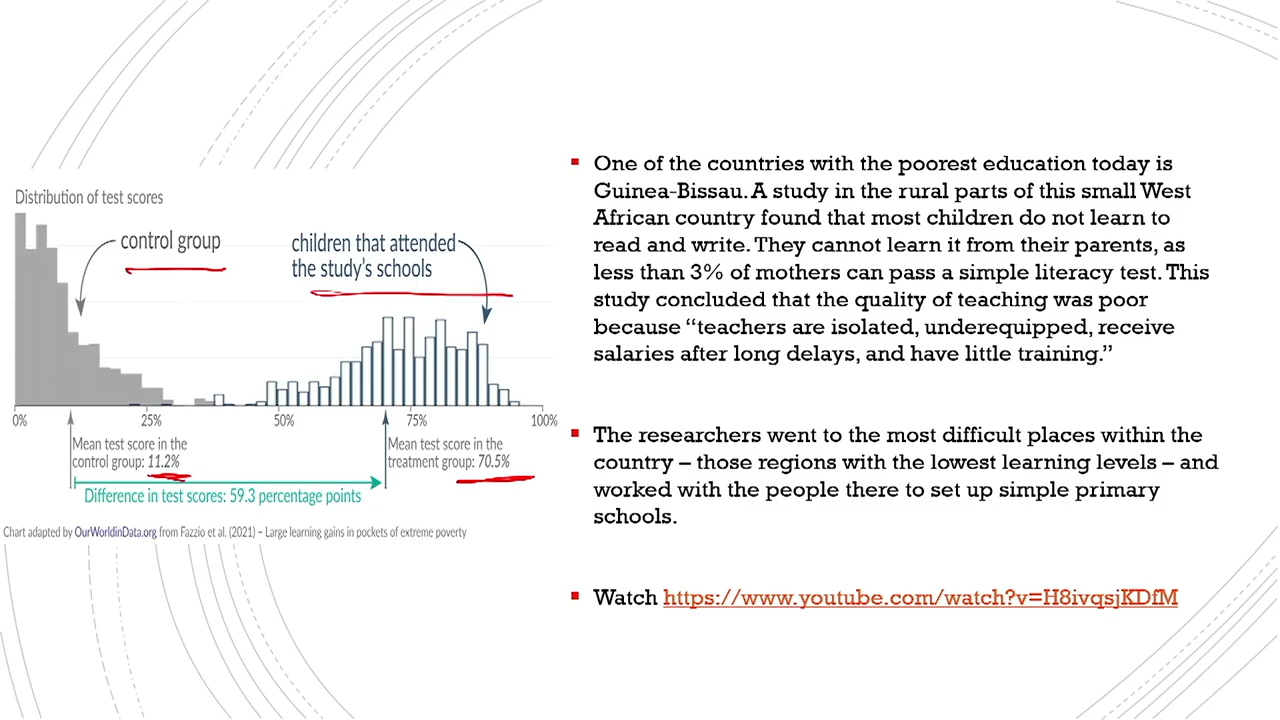 Distribution of test scores
control group
children that attended
the study's schools
0%
25%
50%
75%
100%
Mean test score in the
control group: 11.2%
Mean test score in the
treatment group: 70.5%
Difference in test scores: 59.3 percentage points
Chart adapted by OurWorldinData.org from Fazzio et al. (2021) – Large learning gains in pockets of extreme poverty
One of the countries with the poorest education today is
Guinea-Bissau. A study in the rural parts of this small West
African country found that most children do not learn to
read and write. They cannot learn it from their parents, as
less than 3% of mothers can pass a simple literacy test. This
study concluded that the quality of teaching was poor
because “teachers are isolated, underequipped, receive
salaries after long delays, and have little training.”
The researchers went to the most difficult places within the
country – those regions with the lowest learning levels – and
worked with the people there to set up simple primary
schools.
Watch https://www.youtube.com/watch?v=H8ivqsjKDfM